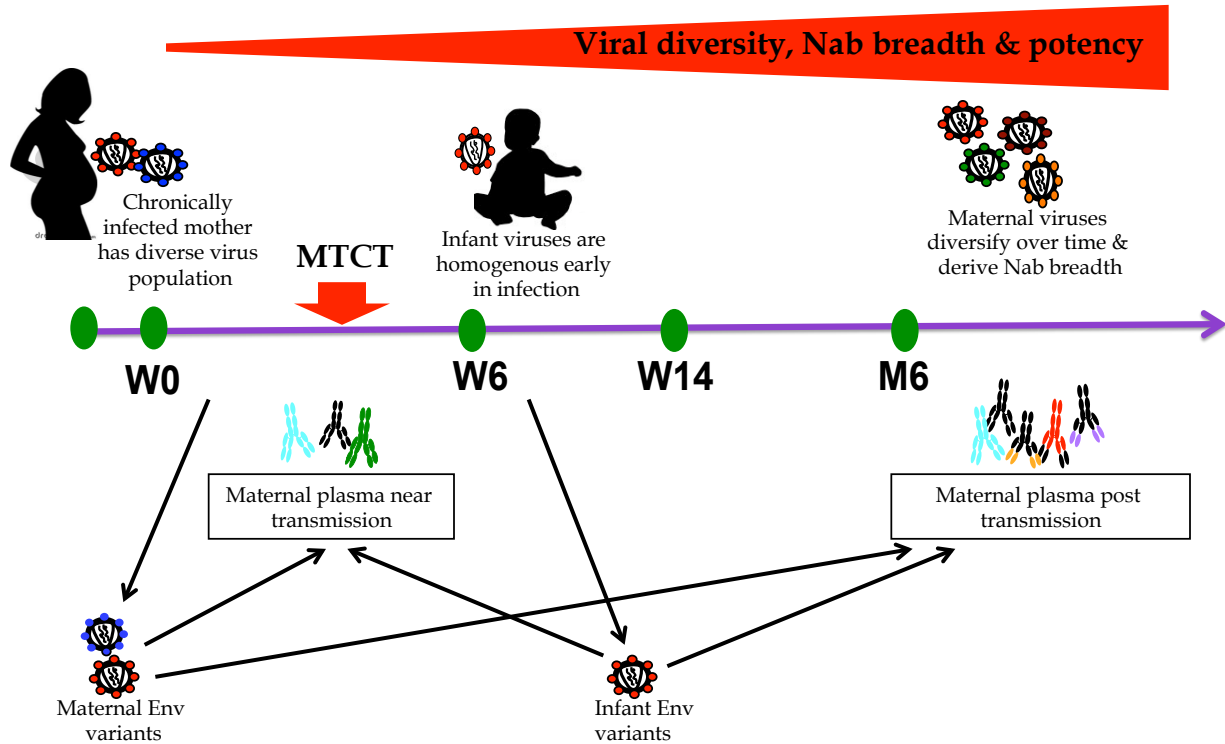 Viral diversity, Nab breadth & potency
Chronically
infected mother
has diverse virus
population
MTCT
Infant viruses are
homogenous early
in infection
Maternal viruses
diversify over time &
derive Nab breadth
W0
W6
W14
M6
Maternal plasma near
transmission
Maternal plasma post
transmission
Maternal Env
variants
Infant Env
variants